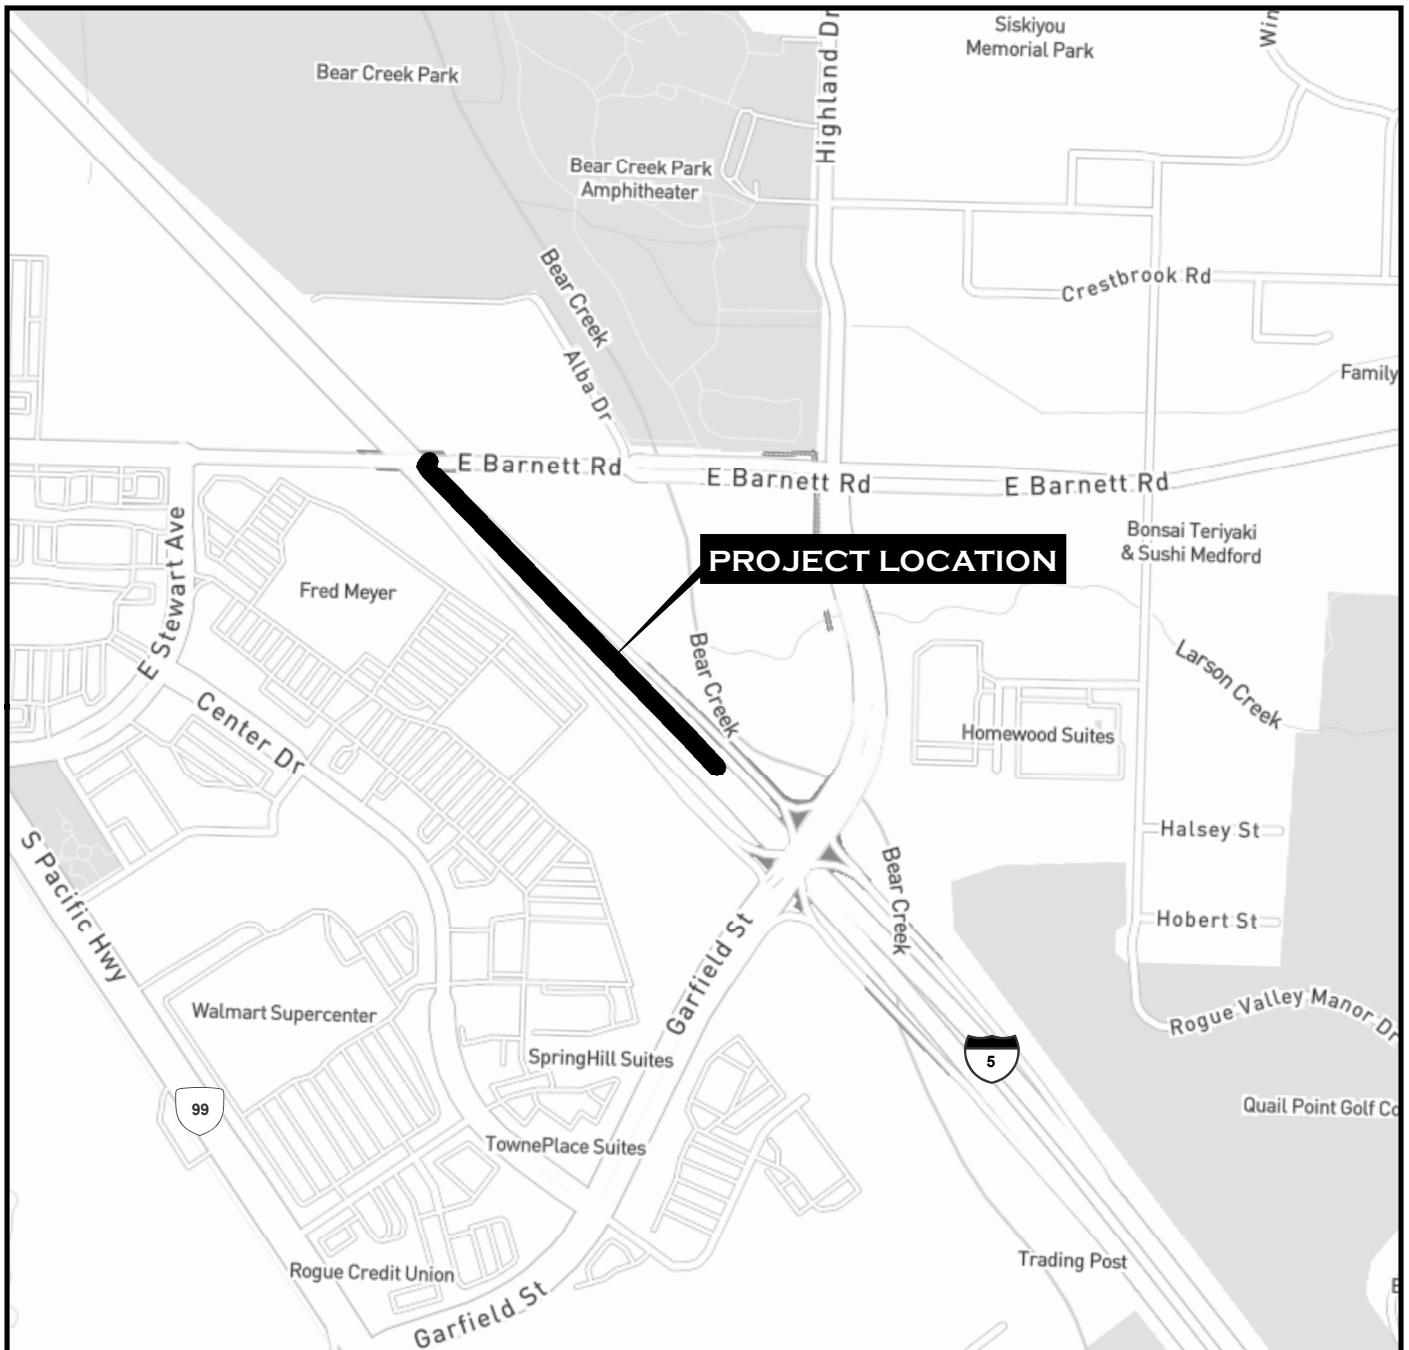 Siskiyou
Memorial Park
Win
Bear Creek Park
Highland Dr
Bear Creek Park
Amphitheater
Bear Creek
Crestbrook Rd
Alba Dr
Family
E Barnett Rd
E Barnett Rd
E Barnett Rd
Bonsai Teriyaki
& Sushi Medford
E Stewart Ave
PROJECT LOCATION
Fred Meyer
Bear Creek
Larson Creek
Center Dr
Homewood Suites
S Pacific Hwy
Halsey St
Bear Creek
Hobert St
Garfield St
Walmart Supercenter
Rogue Valley Manor Dr
SpringHill Suites
5
99
Quail Point Golf Co
TownePlace Suites
Rogue Credit Union
Trading Post
Garfield St